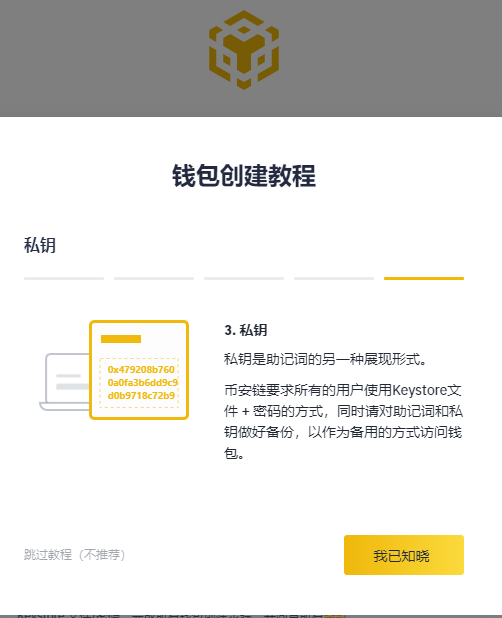 钱包创建教程
私钥
3. 私钥
私钥是助记词的另一种展现形式。
0x479208b760
0a0fa3b6dd9c9
d0b9718c72b9
币安链要求所有的用户使用Keystore文
件 + 密码的方式，同时请对助记词和私
钥做好备份，以作为备用的方式访问钱
包。
跳过教程（不推荐）
我已知晓